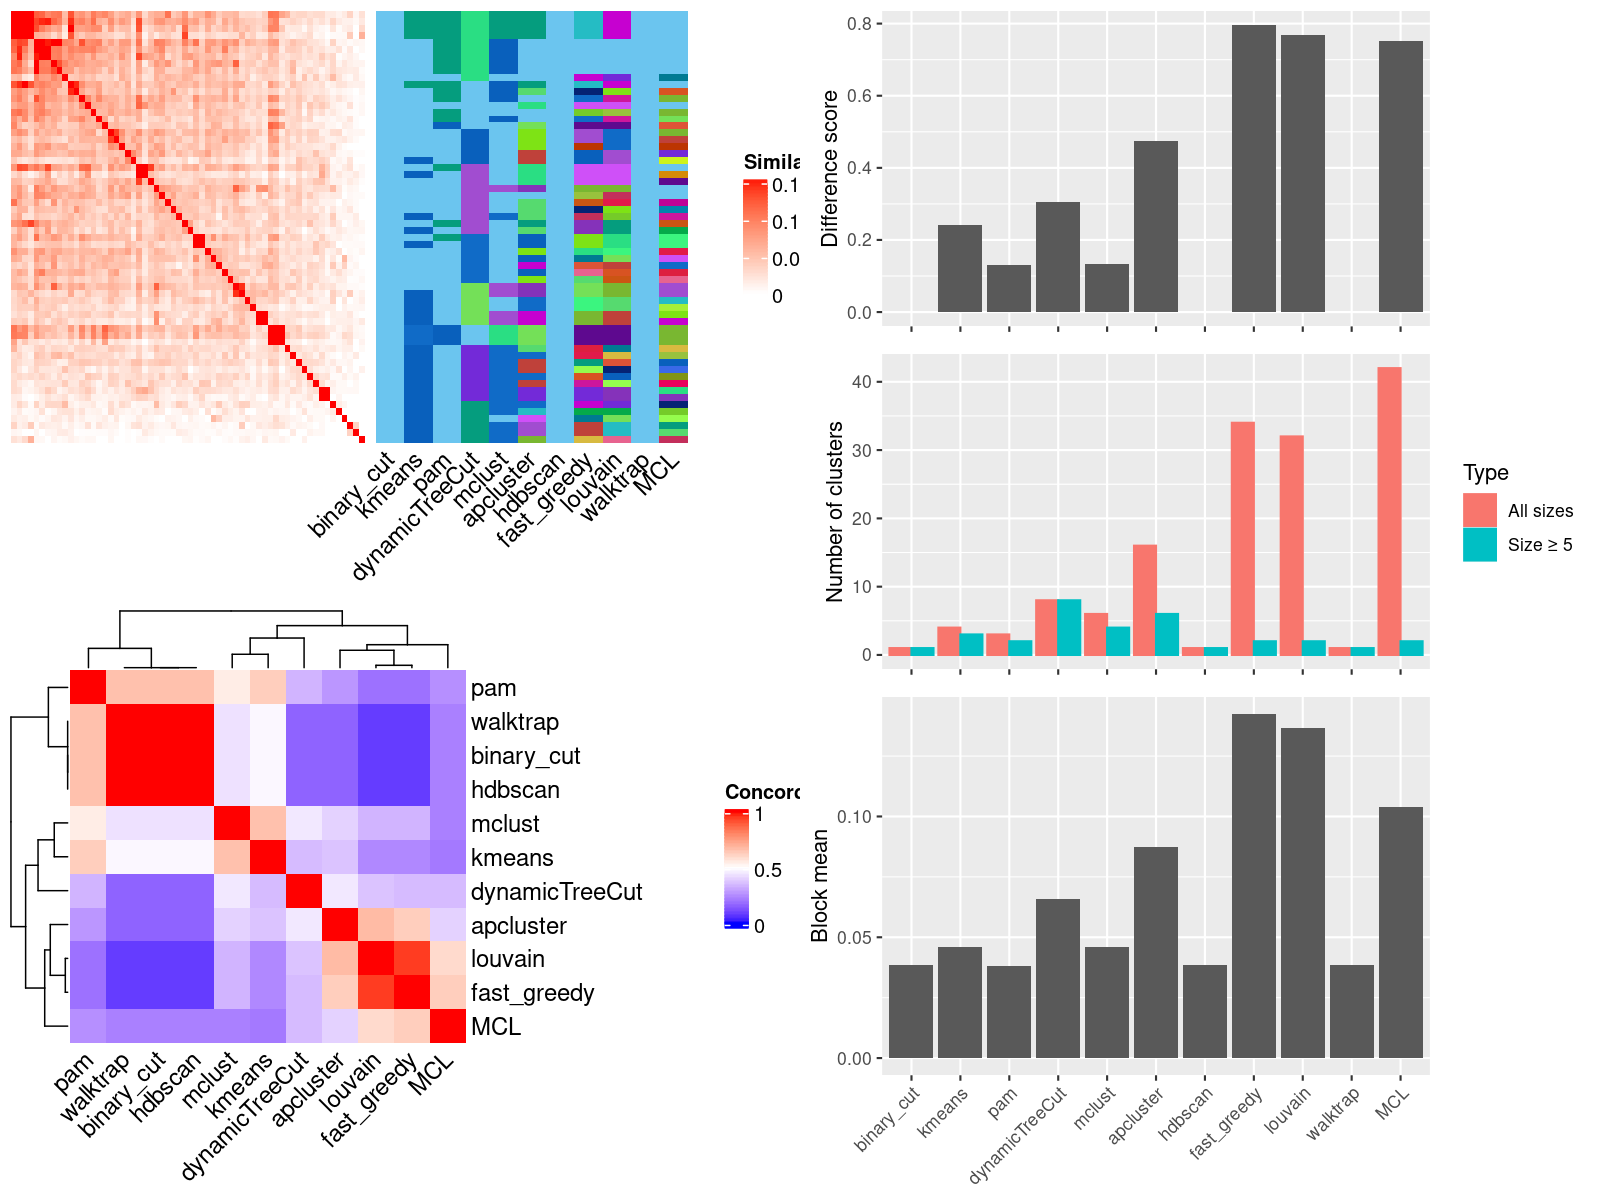 Simila
0.1
0.1
0.0
0
binary_cut
kmeans
pam
dynamicTreeCut
mclust
apcluster
hdbscan
fast_greedy
louvain
walktrap
MCL
pam
walktrap
binary_cut
hdbscan
mclust
kmeans
dynamicTreeCut
apcluster
louvain
fast_greedy
MCL
pam
walktrap
binary_cut
hdbscan
mclust
kmeans
dynamicTreeCut
apcluster
louvain
fast_greedy
MCL
Concord
1
0.5
0
Difference score
0.8
0.6
0.4
0.2
0.0
Number of clusters
40
30
20
10
0
Type
All sizes
Size ≥ 5
Block mean
0.10
0.05
0.00
binary_cut
kmeans
pam
dynamicTreeCut
mclust
apcluster
hdbscan
fast_greedy
louvain
walktrap
MCL